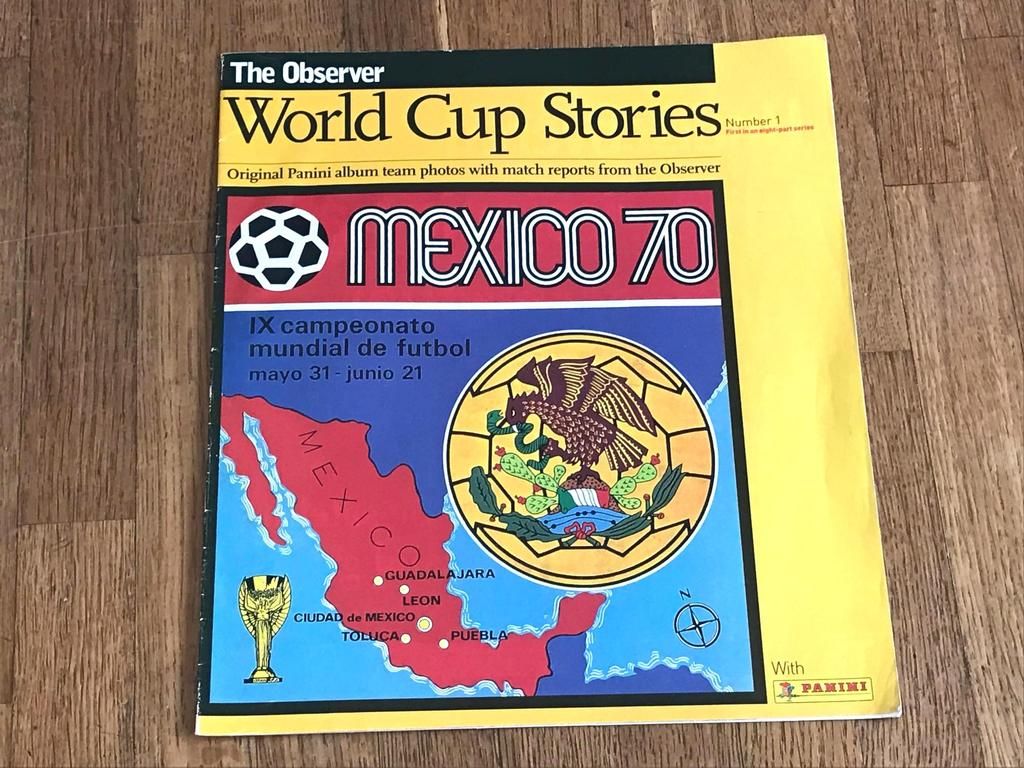 The Observer
World Cup Stories
Number 1
First in an eight-part series
Original Panini album team photos with match reports from the Observer
MEXICO 70
IX campeonato
mundial de futbol
mayo 31 - junio 21
MEXICO
GUADALAJARA
LEON
CIUDAD de MEXICO
TOLUCA
PUEBLA
N
With
PANINI